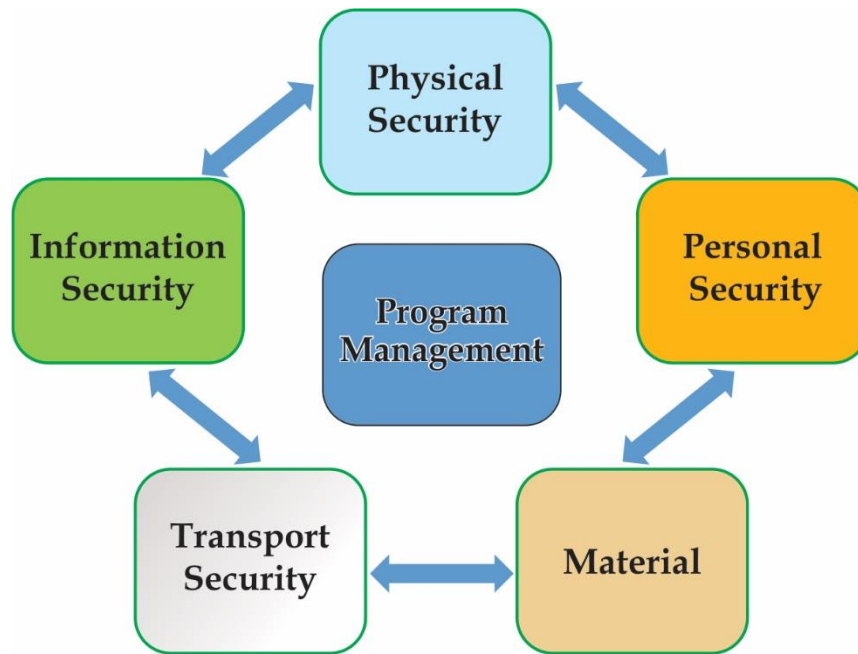 Physical
Security
Information
Security
Personal
Security
Program
Management
Transport
Security
Material